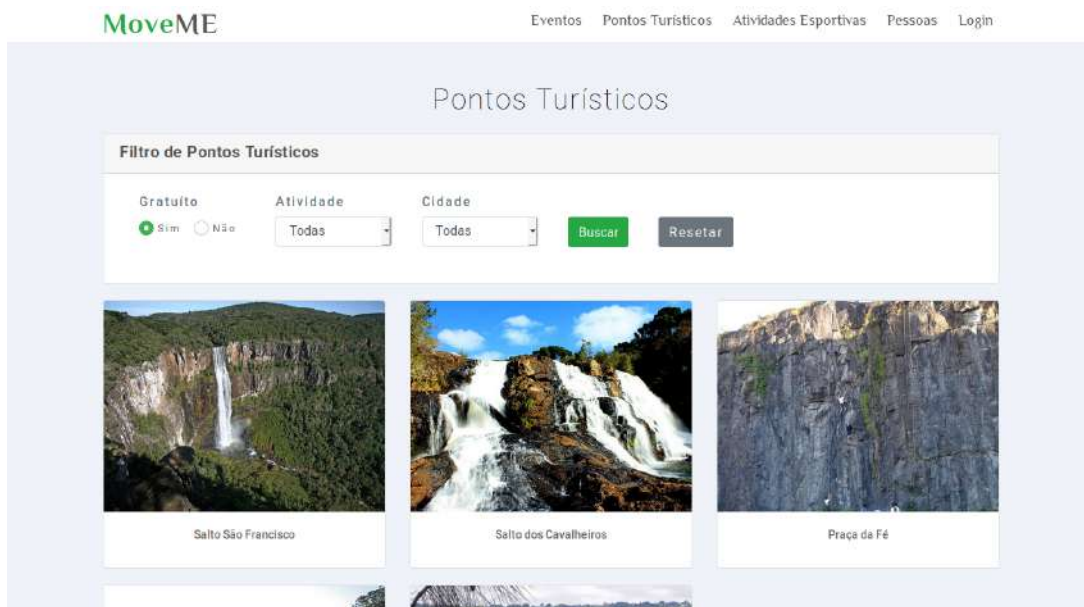 MoveME
Eventos Pontos Turísticos Atividades Esportivas Pessoas Login
Pontos Turísticos
Filtro de Pontos Turísticos
Gratuíto Atividade Cidade
Sim Não Todas Todas Buscar Resetar
Salto São Francisco Salto dos Cavalheiros Praça da Fé